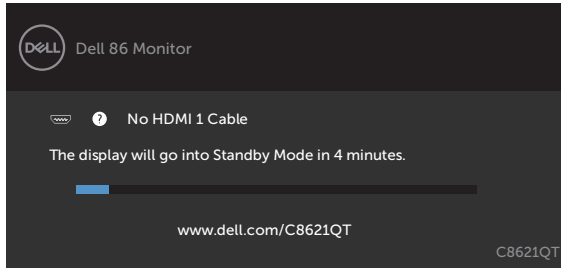 DELL
Dell 86 Monitor
? No HDMI 1 Cable
The display will go into Standby Mode in 4 minutes.
www.dell.com/C8621QT
C8621QT